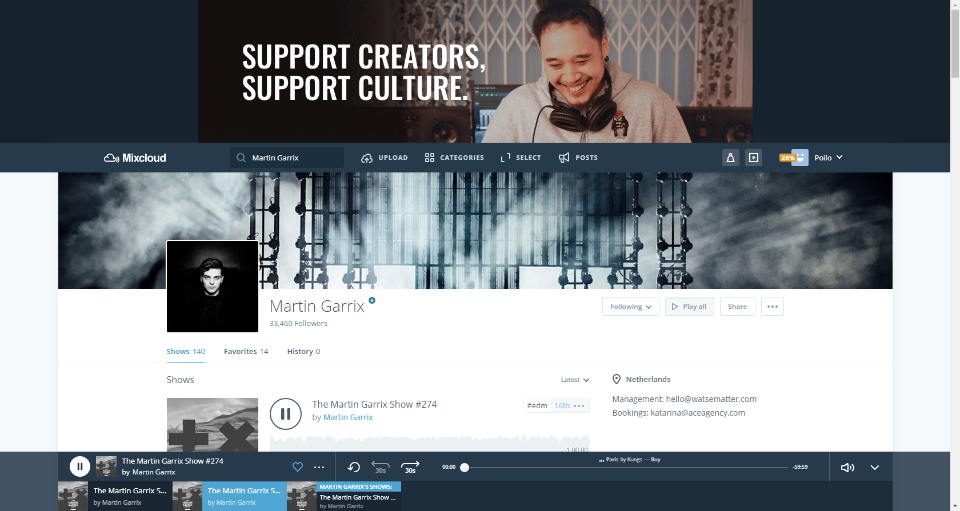 SUPPORT CREATORS,
SUPPORT CULTURE.
Mixcloud
Martin Garrix
UPLOAD
CATEGORIES
SELECT
POSTS
20%
Poilo
Martin Garrix
33,460 Followers
Following
Play all
Share
Shows 140
Favorites 14
History 0
Shows
Latest
Netherlands
Management: hello@watsematter.com
Bookings: katarina@aceagency.com
The Martin Garrix Show #274
by Martin Garrix
#edm
16th
1:00:00
The Martin Garrix Show #274
by Martin Garrix
30s
30s
00:00
Paris by Kungs — Buy
-59:59
The Martin Garrix S...
by Martin Garrix
The Martin Garrix S...
by Martin Garrix
MARTIN GARRIX'S SHOWS:
The Martin Garrix Show ...
by Martin Garrix